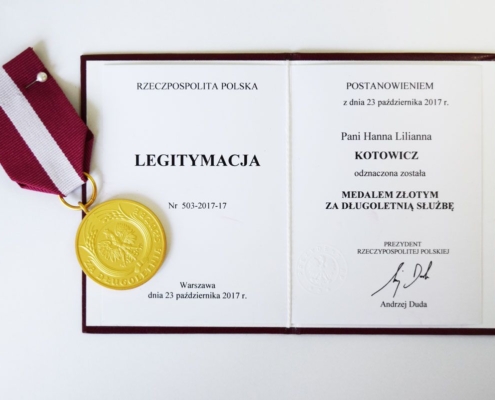 RZECZPOSPOLITA POLSKA
LEGITYMACJA
Nr 503-2017-17
Warszawa
dnia 23 października 2017 r.
POSTANOWIENIEM
z dnia 23 października 2017 r.
Pani Hanna Lilianna
KOTOWICZ
odznaczona została
MEDALEM ZŁOTYM
ZA DŁUGOLETNIĄ SŁUŻBĘ
PREZYDENT
RZECZYPOSPOLITEJ POLSKIEJ
Andrzej Duda